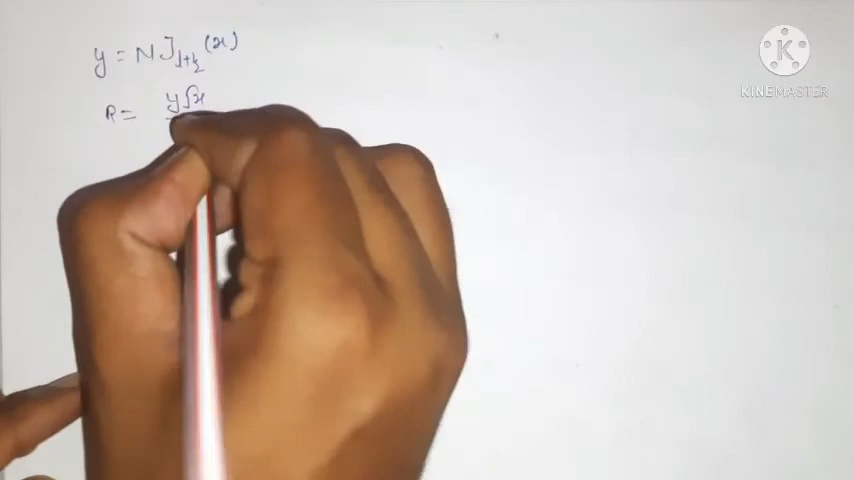 y = N J_{l+1/2}(x)
R = y√x
KINEMASTER